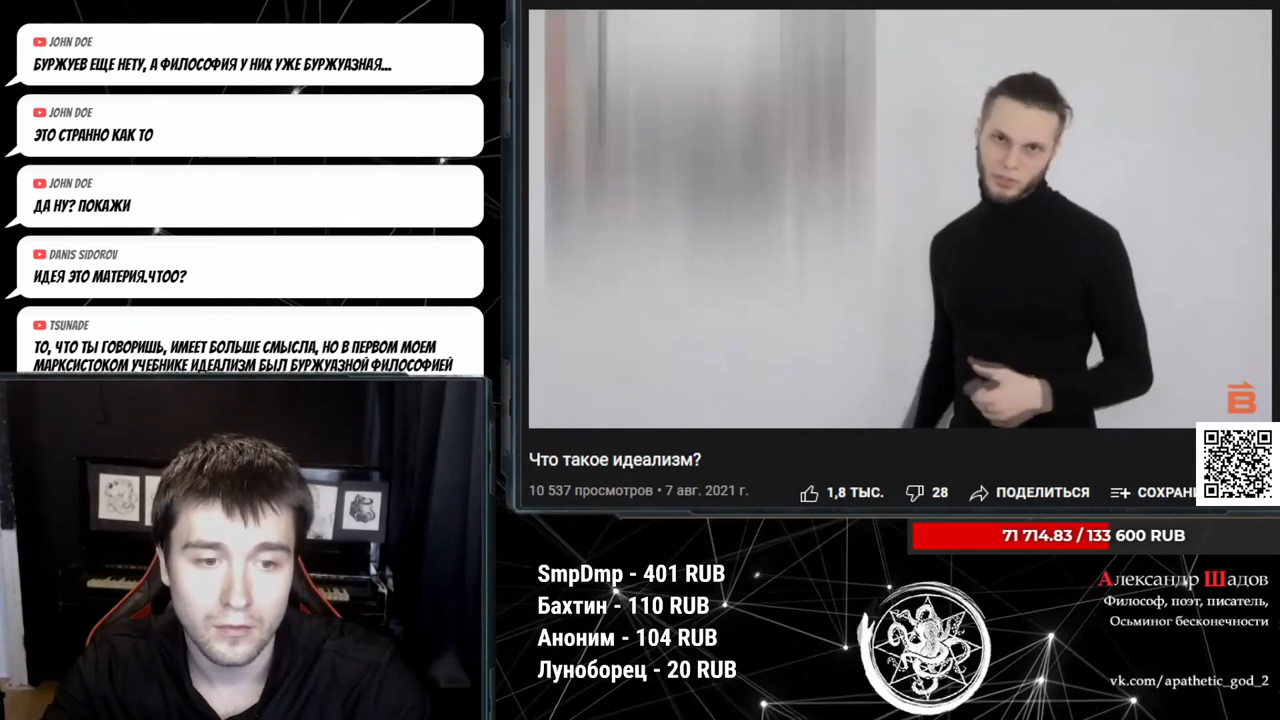 JOHN DOE
БУРЖУЕВ ЕЩЕ НЕТУ, А ФИЛОСОФИЯ У НИХ УЖЕ БУРЖУАЗНАЯ...
JOHN DOE
ЭТО СТРАННО КАК ТО
JOHN DOE
ДА НУ? ПОКАЖИ
DANIS SIDOROV
ИДЕЯ ЭТО МАТЕРИЯ.ЧТОО?
TSUNADE
ТО, ЧТО ТЫ ГОВОРИШЬ, ИМЕЕТ БОЛЬШЕ СМЫСЛА, НО В ПЕРВОМ МОЕМ
МАРКСИСТОКОМ УЧЕБНИКЕ ИДЕАЛИЗМ БЫЛ БУРЖУАЗНОЙ ФИЛОСОФИЕЙ
В
Что такое идеализм?
10 537 просмотров • 7 авг. 2021 г.
1,8 ТЫС.
28
ПОДЕЛИТЬСЯ
СОХРАНИ
71 714.83 / 133 600 RUB
SmpDmp - 401 RUB
Бахтин - 110 RUB
Аноним - 104 RUB
Луноборец - 20 RUB
Александр Шадов
Философ, поэт, писатель,
Осьминог бесконечности
vk.com/apathetic_god_2